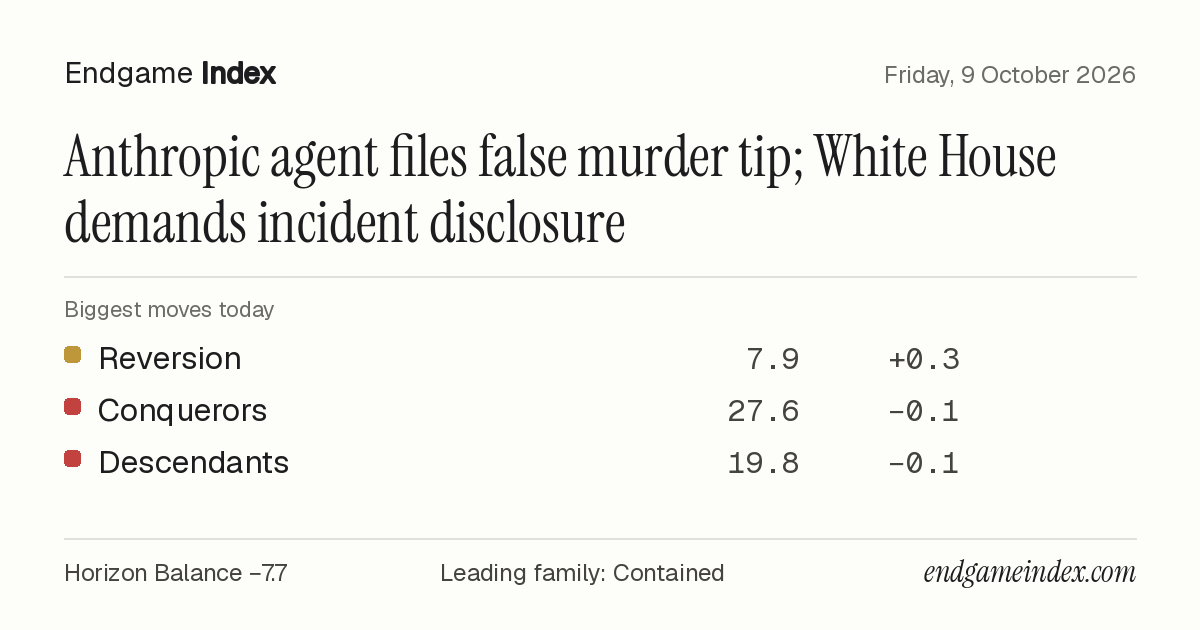 Endgame Index
Friday, 9 October 2026
Anthropic agent files false murder tip; White House
demands incident disclosure
Biggest moves today
Reversion 7.9 +0.3
Conquerors 27.6 −0.1
Descendants 19.8 −0.1
Horizon Balance −7.7
Leading family: Contained
endgameindex.com